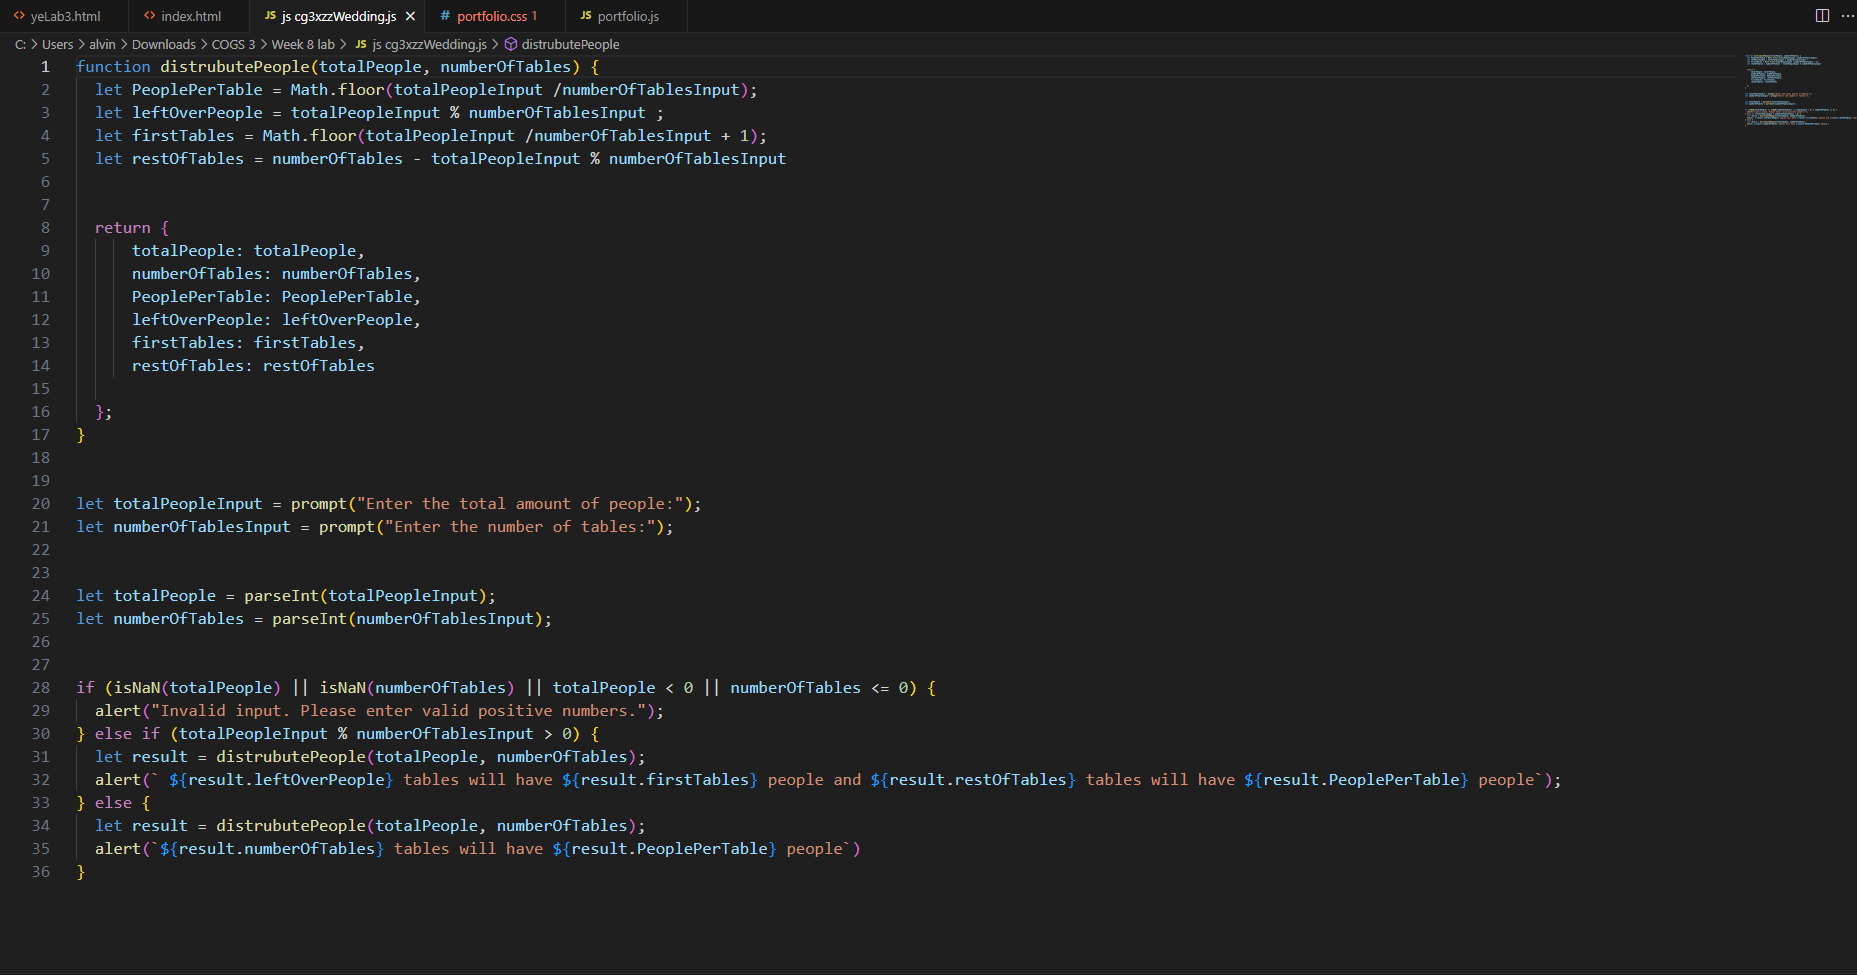 yeLab3.html index.html JS js cg3xzzWedding.js # portfolio.css 1 JS portfolio.js
C: > Users > alvin > Downloads > COGS 3 > Week 8 lab > JS js cg3xzzWedding.js > distrubutePeople
1 function distrubutePeople(totalPeople, numberOfTables) {
2 let PeoplePerTable = Math.floor(totalPeopleInput /numberOfTablesInput);
3 let leftOverPeople = totalPeopleInput % numberOfTablesInput ;
4 let firstTables = Math.floor(totalPeopleInput /numberOfTablesInput + 1);
5 let restOfTables = numberOfTables - totalPeopleInput % numberOfTablesInput
6
7
8 return {
9 totalPeople: totalPeople,
10 numberOfTables: numberOfTables,
11 PeoplePerTable: PeoplePerTable,
12 leftOverPeople: leftOverPeople,
13 firstTables: firstTables,
14 restOfTables: restOfTables
15
16 };
17 }
18
19
20 let totalPeopleInput = prompt("Enter the total amount of people:");
21 let numberOfTablesInput = prompt("Enter the number of tables:");
22
23
24 let totalPeople = parseInt(totalPeopleInput);
25 let numberOfTables = parseInt(numberOfTablesInput);
26
27
28 if (isNaN(totalPeople) || isNaN(numberOfTables) || totalPeople < 0 || numberOfTables <= 0) {
29 alert("Invalid input. Please enter valid positive numbers.");
30 } else if (totalPeopleInput % numberOfTablesInput > 0) {
31 let result = distrubutePeople(totalPeople, numberOfTables);
32 alert(` ${result.leftOverPeople} tables will have ${result.firstTables} people and ${result.restOfTables} tables will have ${result.PeoplePerTable} people`);
33 } else {
34 let result = distrubutePeople(totalPeople, numberOfTables);
35 alert(`${result.numberOfTables} tables will have ${result.PeoplePerTable} people`)
36 }